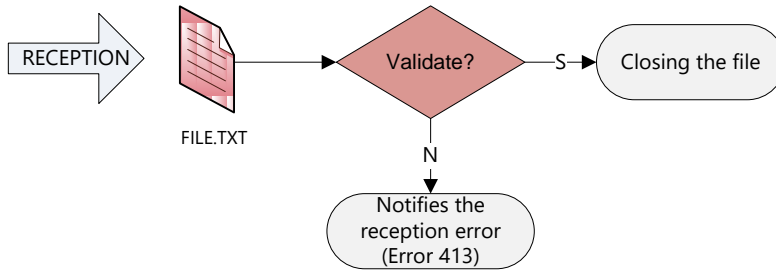 RECEPTION
FILE.TXT
Validate?
S
Closing the file
N
Notifies the
reception error
(Error 413)